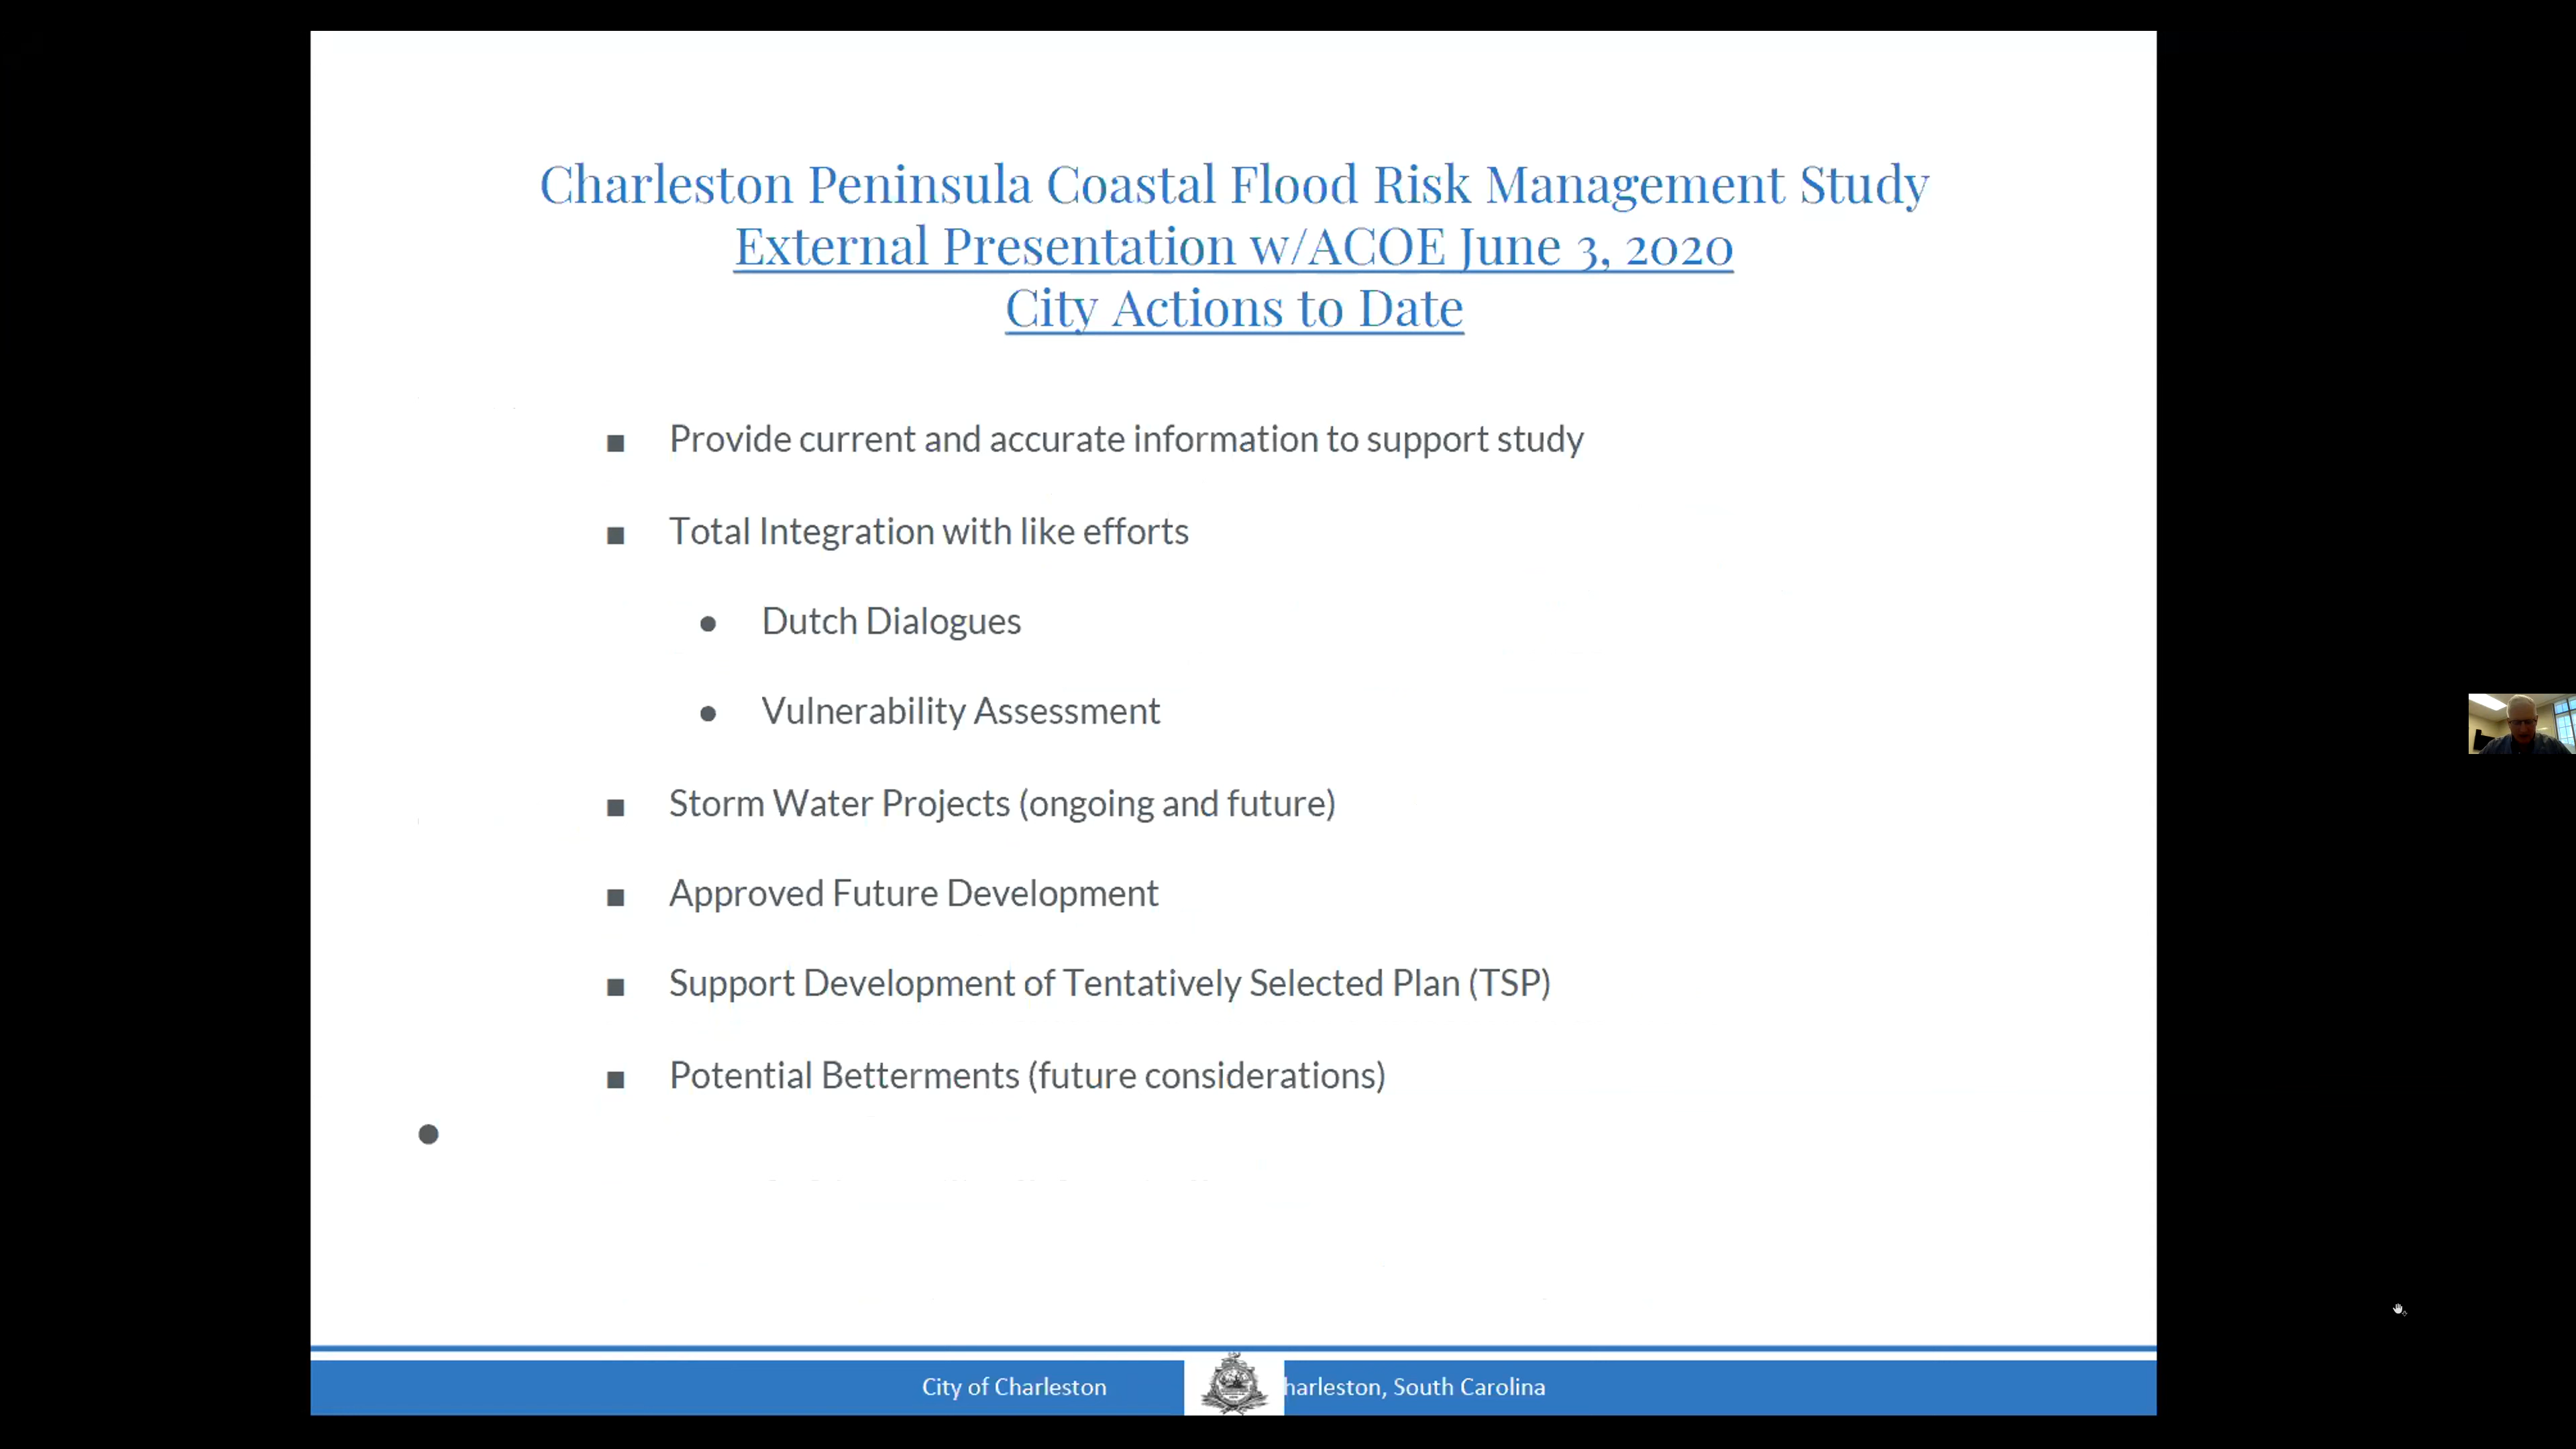 Charleston Peninsula Coastal Flood Risk Management Study
External Presentation w/ACOE June 3, 2020
City Actions to Date
■ Provide current and accurate information to support study
■ Total Integration with like efforts
● Dutch Dialogues
● Vulnerability Assessment
■ Storm Water Projects (ongoing and future)
■ Approved Future Development
■ Support Development of Tentatively Selected Plan (TSP)
■ Potential Betterments (future considerations)
●
City of Charleston
harleston, South Carolina